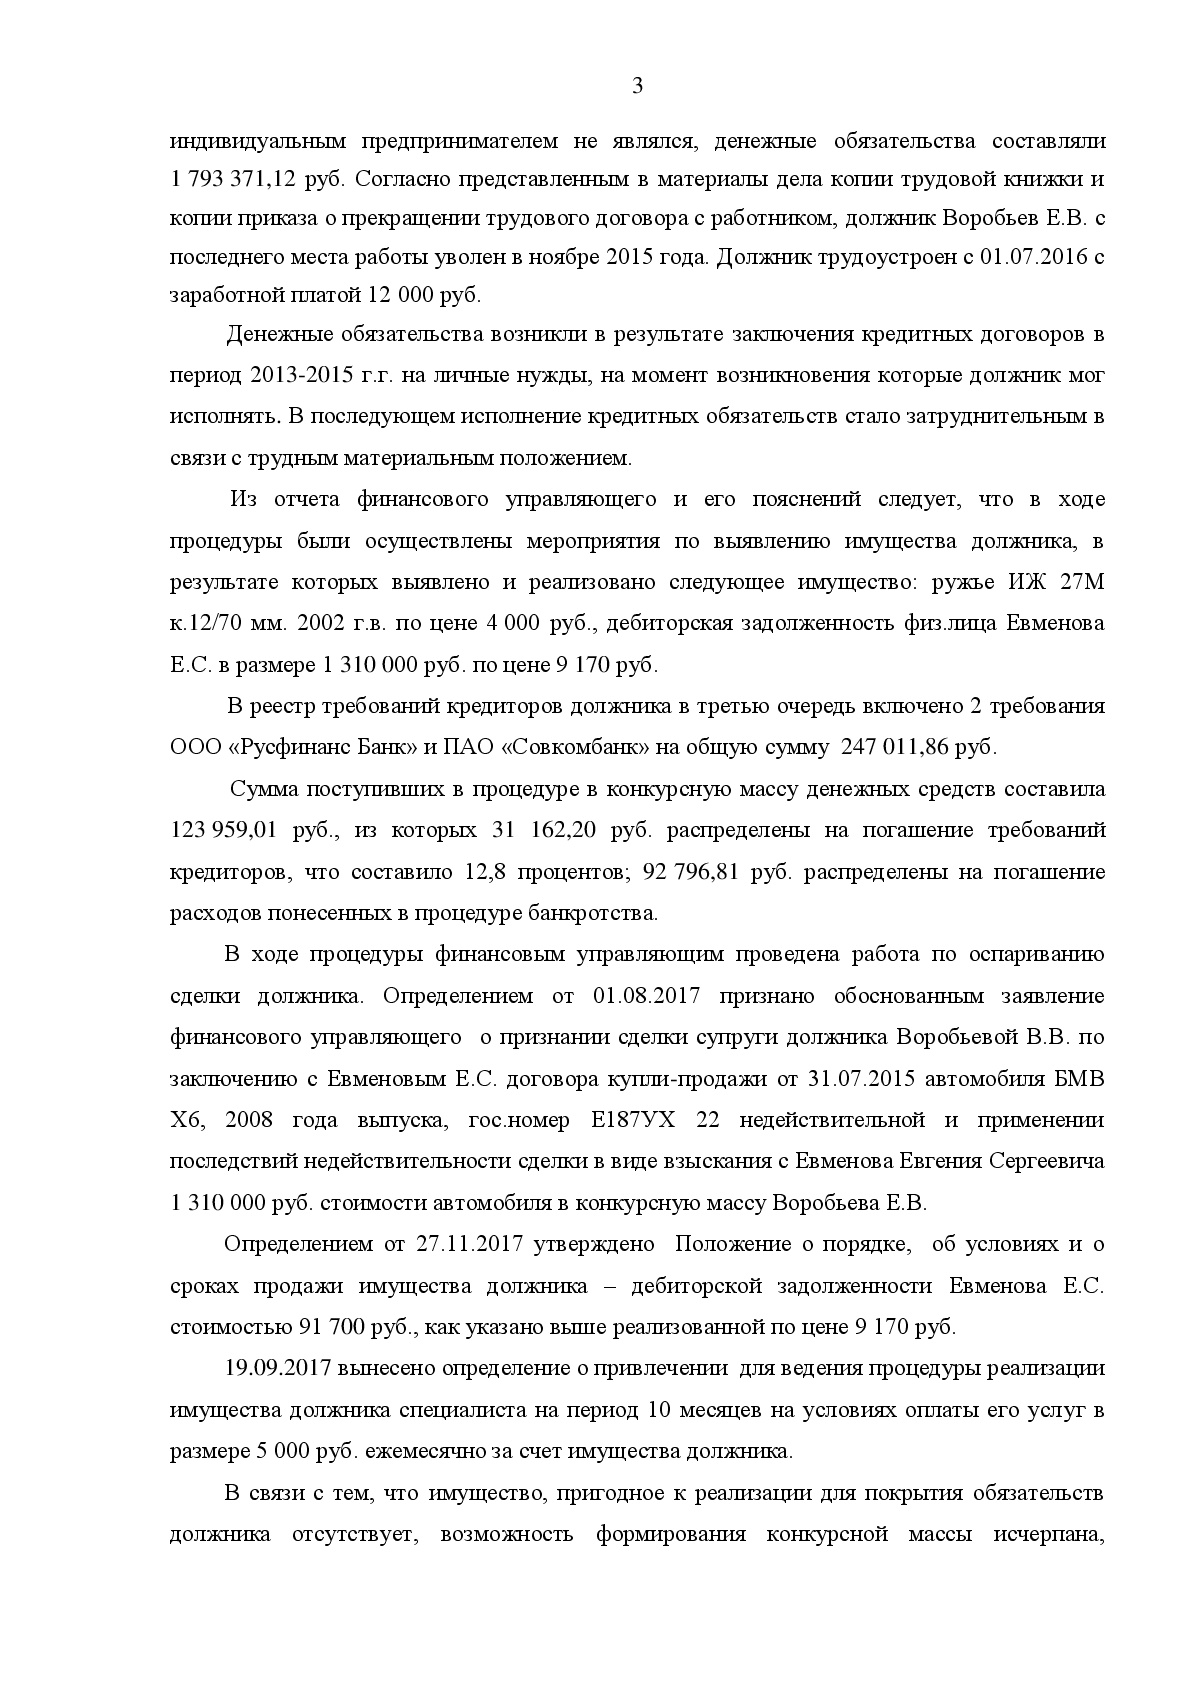 3
индивидуальным предпринимателем не являлся, денежные обязательства составляли
1 793 371,12 руб. Согласно представленным в материалы дела копии трудовой книжки и
копии приказа о прекращении трудового договора с работником, должник Воробьев Е.В. с
последнего места работы уволен в ноябре 2015 года. Должник трудоустроен с 01.07.2016 с
заработной платой 12 000 руб.
Денежные обязательства возникли в результате заключения кредитных договоров в
период 2013-2015 г.г. на личные нужды, на момент возникновения которые должник мог
исполнять. В последующем исполнение кредитных обязательств стало затруднительным в
связи с трудным материальным положением.
Из отчета финансового управляющего и его пояснений следует, что в ходе
процедуры были осуществлены мероприятия по выявлению имущества должника, в
результате которых выявлено и реализовано следующее имущество: ружье ИЖ 27М
к.12/70 мм. 2002 г.в. по цене 4 000 руб., дебиторская задолженность физ.лица Евменова
Е.С. в размере 1 310 000 руб. по цене 9 170 руб.
В реестр требований кредиторов должника в третью очередь включено 2 требования
ООО «Русфинанс Банк» и ПАО «Совкомбанк» на общую сумму 247 011,86 руб.
Сумма поступивших в процедуре в конкурсную массу денежных средств составила
123 959,01 руб., из которых 31 162,20 руб. распределены на погашение требований
кредиторов, что составило 12,8 процентов; 92 796,81 руб. распределены на погашение
расходов понесенных в процедуре банкротства.
В ходе процедуры финансовым управляющим проведена работа по оспариванию
сделки должника. Определением от 01.08.2017 признано обоснованным заявление
финансового управляющего о признании сделки супруги должника Воробьевой В.В. по
заключению с Евменовым Е.С. договора купли-продажи от 31.07.2015 автомобиля БМВ
Х6, 2008 года выпуска, гос.номер Е187УХ 22 недействительной и применении
последствий недействительности сделки в виде взыскания с Евменова Евгения Сергеевича
1 310 000 руб. стоимости автомобиля в конкурсную массу Воробьева Е.В.
Определением от 27.11.2017 утверждено Положение о порядке, об условиях и о
сроках продажи имущества должника – дебиторской задолженности Евменова Е.С.
стоимостью 91 700 руб., как указано выше реализованной по цене 9 170 руб.
19.09.2017 вынесено определение о привлечении для ведения процедуры реализации
имущества должника специалиста на период 10 месяцев на условиях оплаты его услуг в
размере 5 000 руб. ежемесячно за счет имущества должника.
В связи с тем, что имущество, пригодное к реализации для покрытия обязательств
должника отсутствует, возможность формирования конкурсной массы исчерпана,